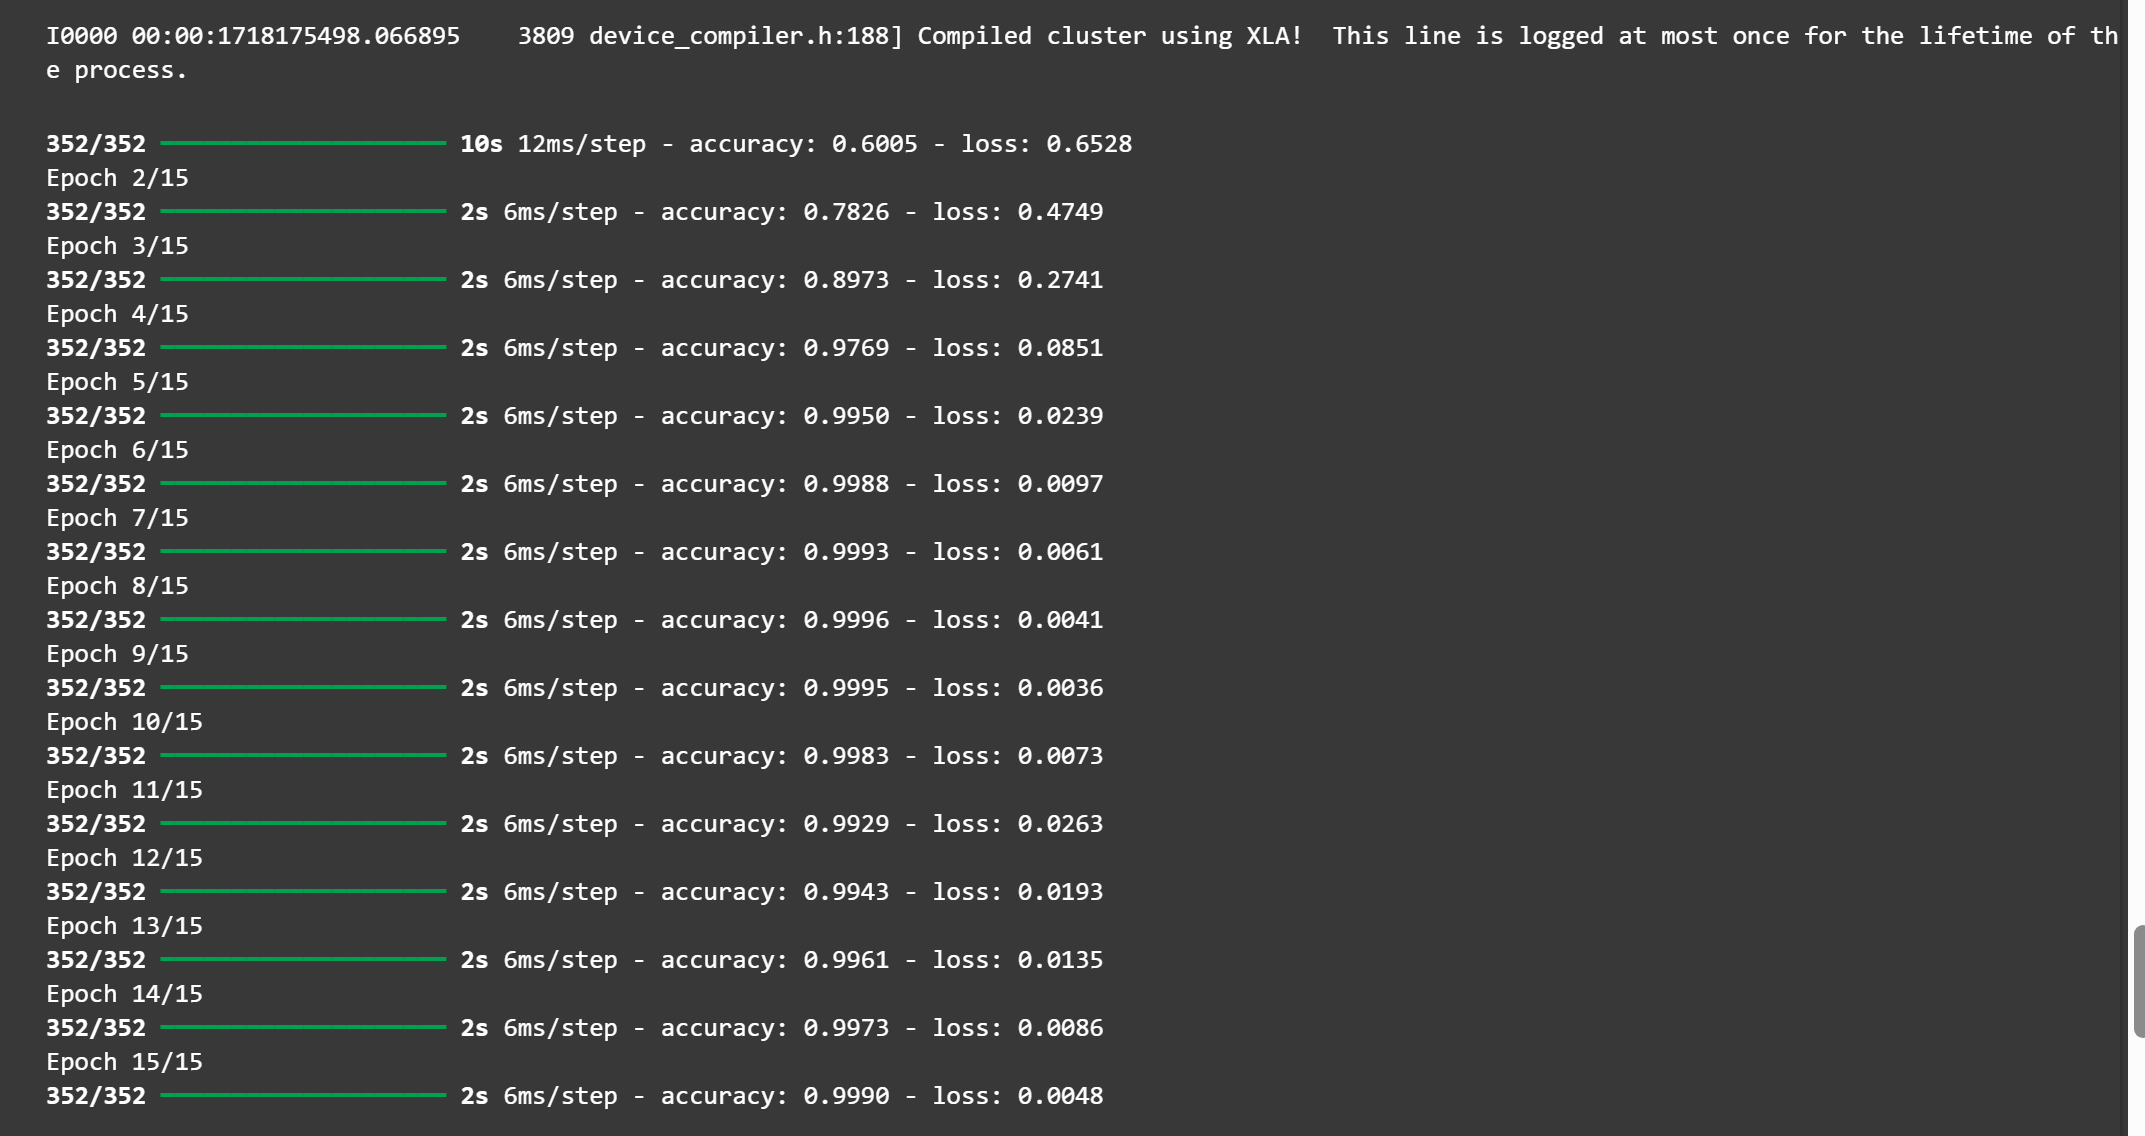 I0000 00:00:1718175498.066895    3809 device_compiler.h:188] Compiled cluster using XLA!  This line is logged at most once for the lifetime of th
e process.
352/352 ━━━━━━━━━━━━━━━━━━━━ 10s 12ms/step - accuracy: 0.6005 - loss: 0.6528
Epoch 2/15
352/352 ━━━━━━━━━━━━━━━━━━━━ 2s 6ms/step - accuracy: 0.7826 - loss: 0.4749
Epoch 3/15
352/352 ━━━━━━━━━━━━━━━━━━━━ 2s 6ms/step - accuracy: 0.8973 - loss: 0.2741
Epoch 4/15
352/352 ━━━━━━━━━━━━━━━━━━━━ 2s 6ms/step - accuracy: 0.9769 - loss: 0.0851
Epoch 5/15
352/352 ━━━━━━━━━━━━━━━━━━━━ 2s 6ms/step - accuracy: 0.9950 - loss: 0.0239
Epoch 6/15
352/352 ━━━━━━━━━━━━━━━━━━━━ 2s 6ms/step - accuracy: 0.9988 - loss: 0.0097
Epoch 7/15
352/352 ━━━━━━━━━━━━━━━━━━━━ 2s 6ms/step - accuracy: 0.9993 - loss: 0.0061
Epoch 8/15
352/352 ━━━━━━━━━━━━━━━━━━━━ 2s 6ms/step - accuracy: 0.9996 - loss: 0.0041
Epoch 9/15
352/352 ━━━━━━━━━━━━━━━━━━━━ 2s 6ms/step - accuracy: 0.9995 - loss: 0.0036
Epoch 10/15
352/352 ━━━━━━━━━━━━━━━━━━━━ 2s 6ms/step - accuracy: 0.9983 - loss: 0.0073
Epoch 11/15
352/352 ━━━━━━━━━━━━━━━━━━━━ 2s 6ms/step - accuracy: 0.9929 - loss: 0.0263
Epoch 12/15
352/352 ━━━━━━━━━━━━━━━━━━━━ 2s 6ms/step - accuracy: 0.9943 - loss: 0.0193
Epoch 13/15
352/352 ━━━━━━━━━━━━━━━━━━━━ 2s 6ms/step - accuracy: 0.9961 - loss: 0.0135
Epoch 14/15
352/352 ━━━━━━━━━━━━━━━━━━━━ 2s 6ms/step - accuracy: 0.9973 - loss: 0.0086
Epoch 15/15
352/352 ━━━━━━━━━━━━━━━━━━━━ 2s 6ms/step - accuracy: 0.9990 - loss: 0.0048